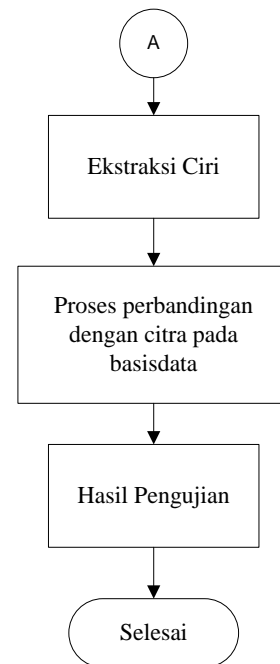 A
Ekstraksi Ciri
Proses perbandingan
dengan citra pada
basisdata
Hasil Pengujian
Selesai